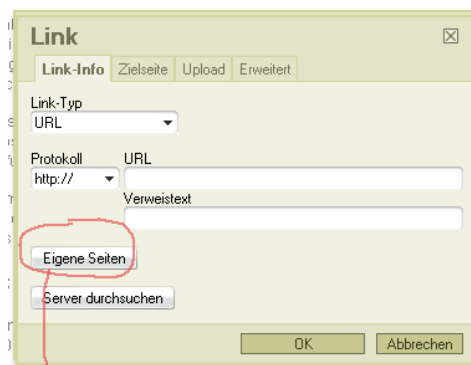 Link
Link-Info Zielseite Upload Erweitert
Link-Typ
URL
Protokoll URL
http://
Verweistext
Eigene Seiten
Server durchsuchen
OK Abbrechen